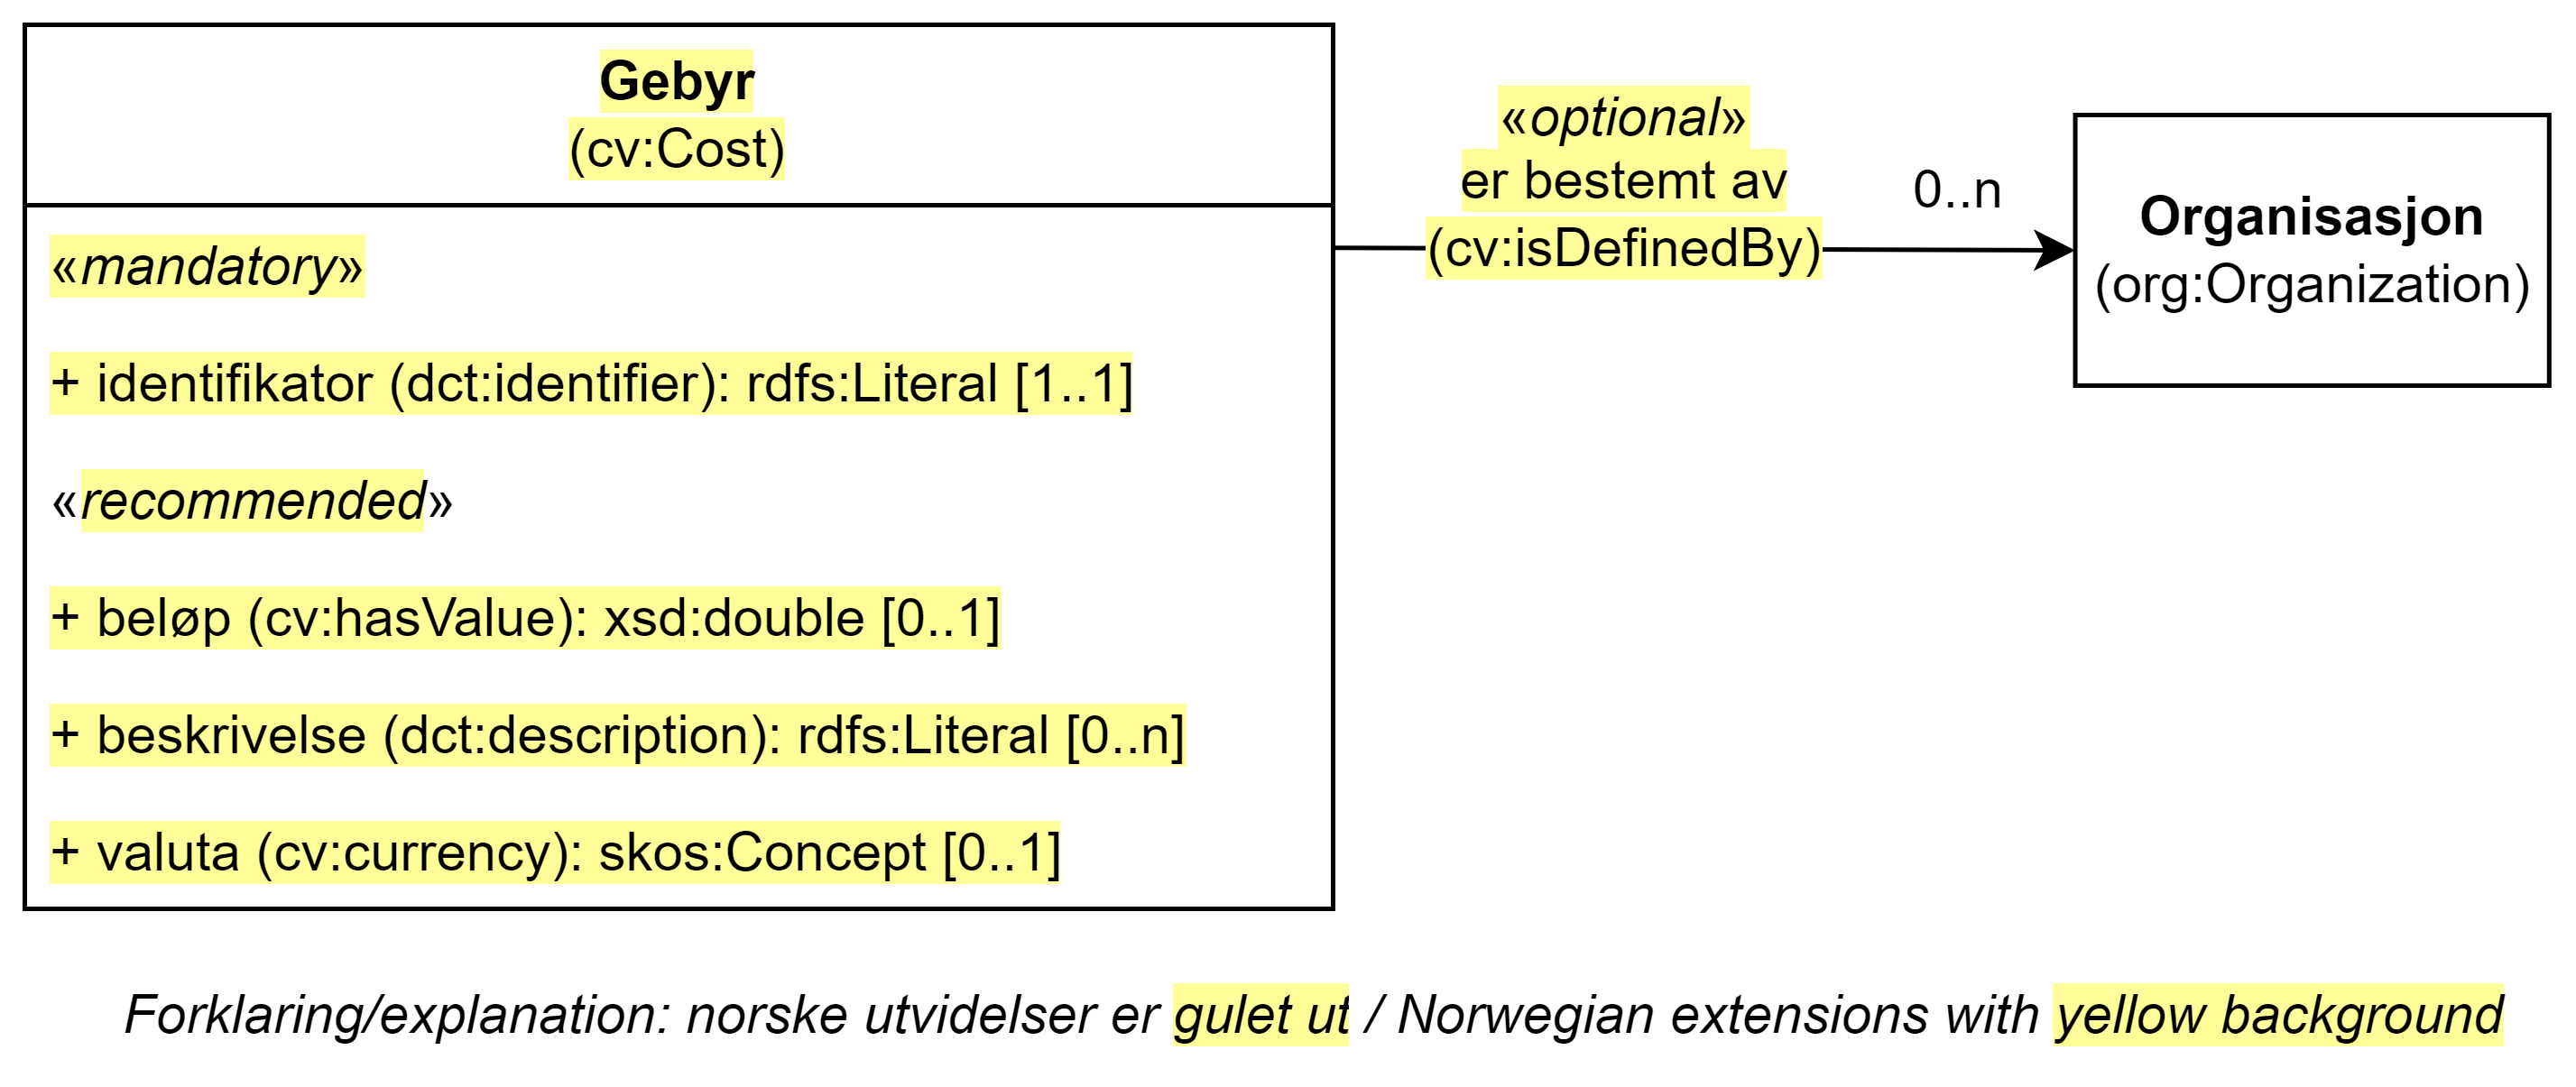 Gebyr
(cv:Cost)
«mandatory»
+ identifikator (dct:identifier): rdfs:Literal [1..1]
«recommended»
+ beløp (cv:hasValue): xsd:double [0..1]
+ beskrivelse (dct:description): rdfs:Literal [0..n]
+ valuta (cv:currency): skos:Concept [0..1]
«optional»
er bestemt av
(cv:isDefinedBy)
0..n
Organisasjon
(org:Organization)
Forklaring/explanation: norske utvidelser er gulet ut / Norwegian extensions with yellow background